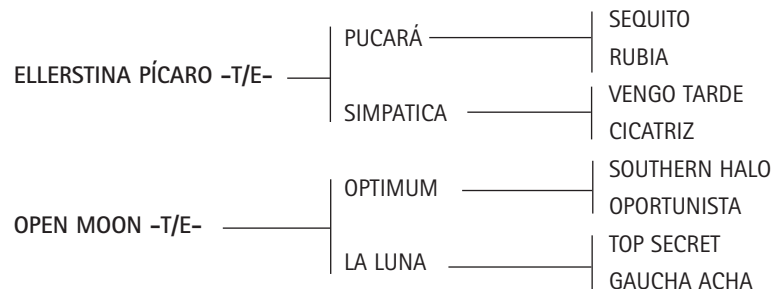 SEQUITO
PUCARÁ
RUBIA
ELLERSTINA PÍCARO -T/E-
VENGO TARDE
SIMPATICA
CICATRIZ
SOUTHERN HALO
OPTIMUM
OPORTUNISTA
OPEN MOON -T/E-
TOP SECRET
LA LUNA
GAUCHA ACHA